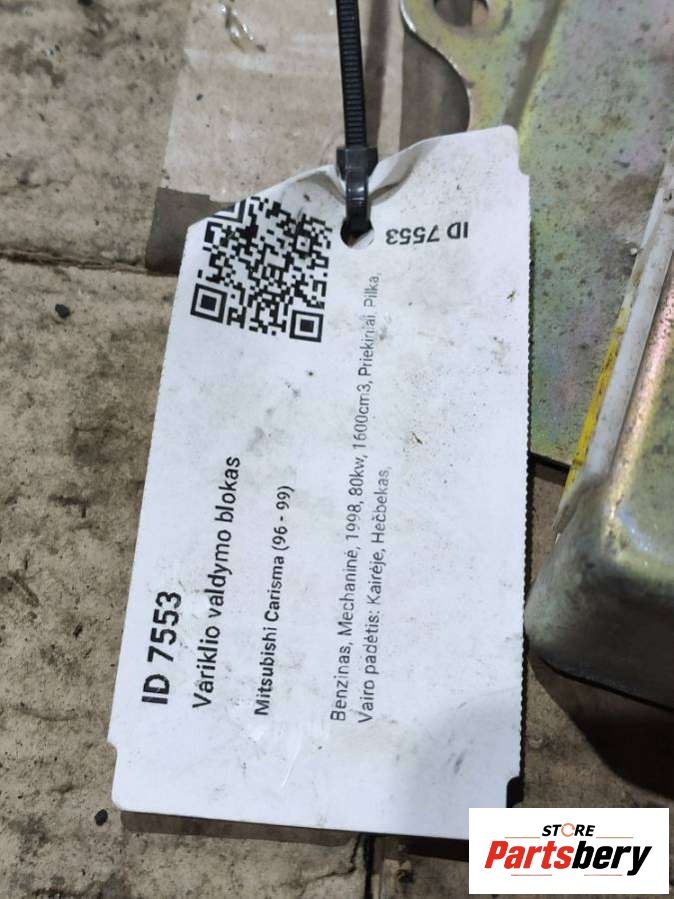 ID 7553
Variklio valdymo blokas
Mitsubishi Carisma (96 - 99)
Benzinas, Mechaninė, 1998, 80kw, 1600cm3, Priekiniai, Pilka,
Vairo padėtis: Kairėje, Hečbekas,
ID 7553
STORE
Partsbery